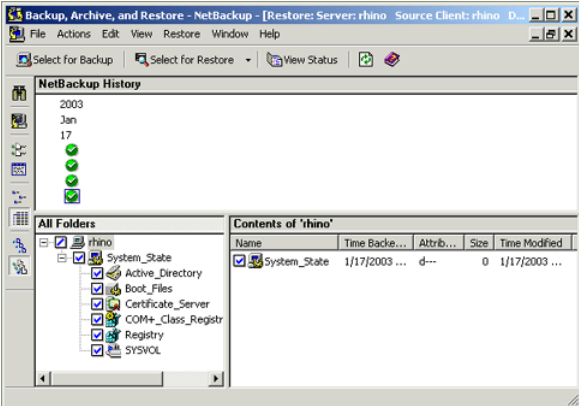 Backup, Archive, and Restore - NetBackup - [Restore: Server: rhino Source Client: rhino D...
File Actions Edit View Restore Window Help
Select for Backup Select for Restore View Status
NetBackup History
2003
Jan
17
All Folders
rhino
System_State
Active_Directory
Boot_Files
Certificate_Server
COM+_Class_Registr
Registry
SYSVOL
Contents of 'rhino'
Name Time Backe... Attrib... Size Time Modified
System_State 1/17/2003 ... d--- 0 1/17/2003 ...